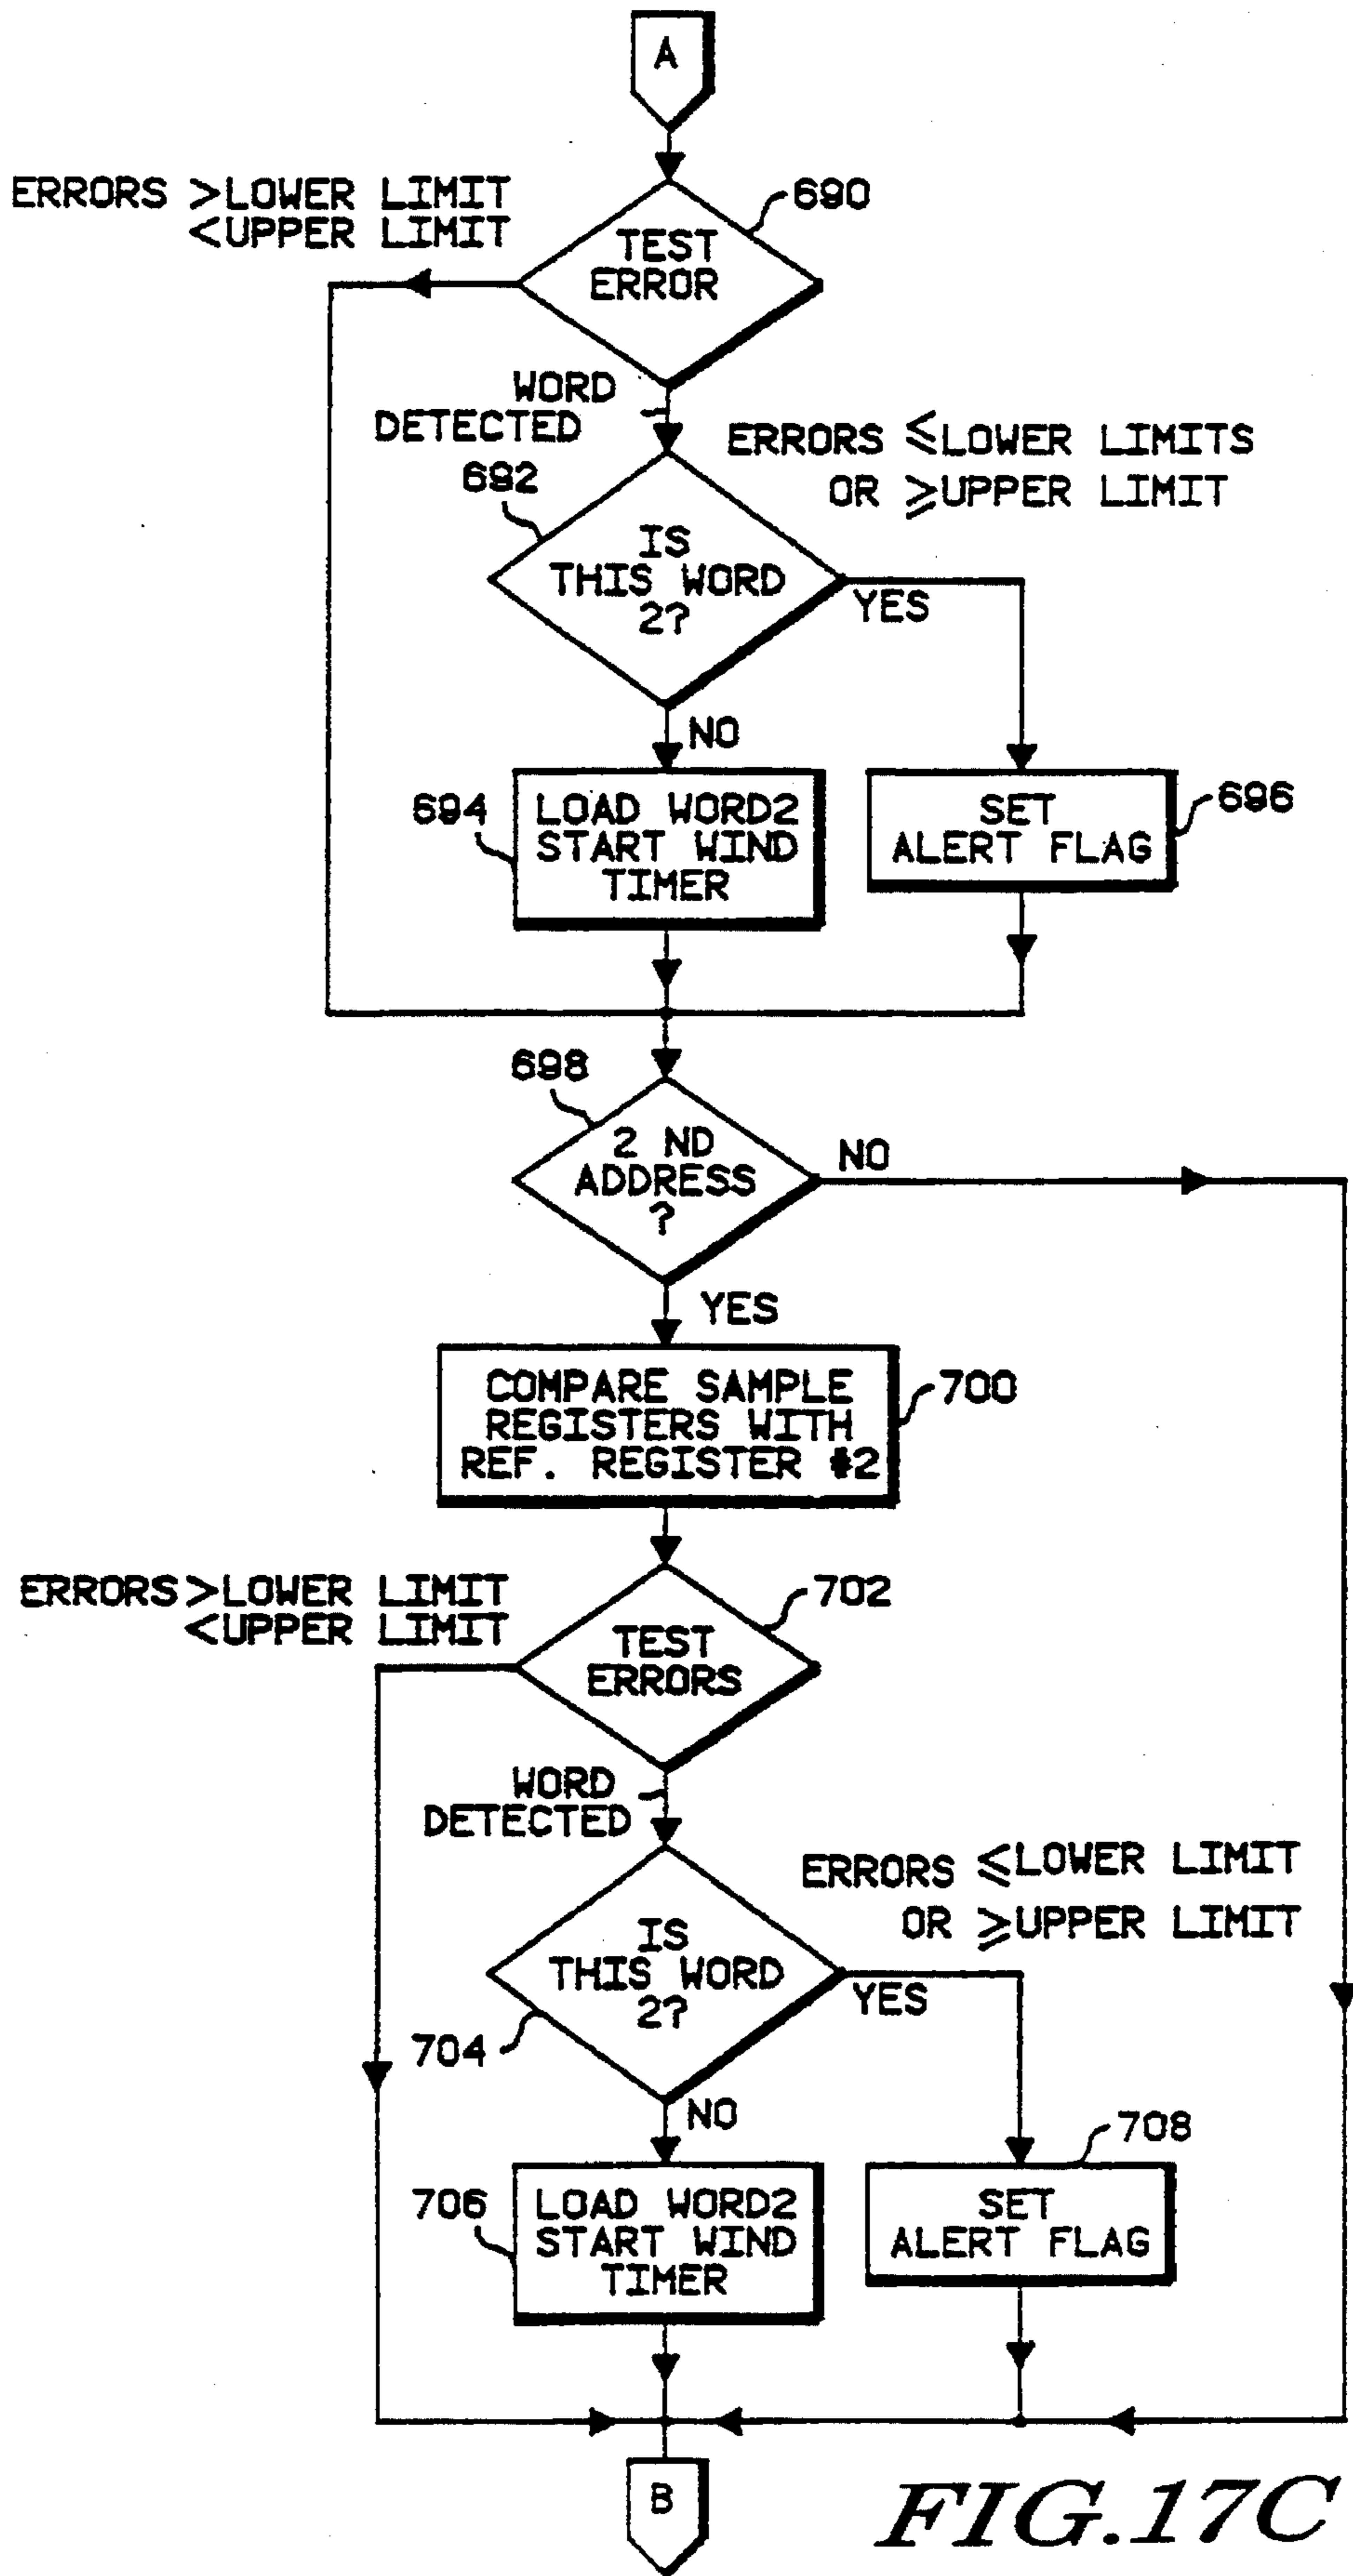 A
ERRORS >LOWER LIMIT
<UPPER LIMIT
690
TEST
ERROR
WORD
DETECTED
ERRORS ≤LOWER LIMITS
OR ≥UPPER LIMIT
692
IS
THIS WORD
2?
YES
NO
694
LOAD WORD2
START WIND
TIMER
SET
ALERT FLAG
696
698
2 ND
ADDRESS
?
NO
YES
COMPARE SAMPLE
REGISTERS WITH
REF. REGISTER #2
700
ERRORS >LOWER LIMIT
<UPPER LIMIT
702
TEST
ERRORS
WORD
DETECTED
ERRORS ≤LOWER LIMIT
OR ≥UPPER LIMIT
IS
THIS WORD
2?
YES
704
NO
708
706
LOAD WORD2
START WIND
TIMER
SET
ALERT FLAG
B
FIG.17C